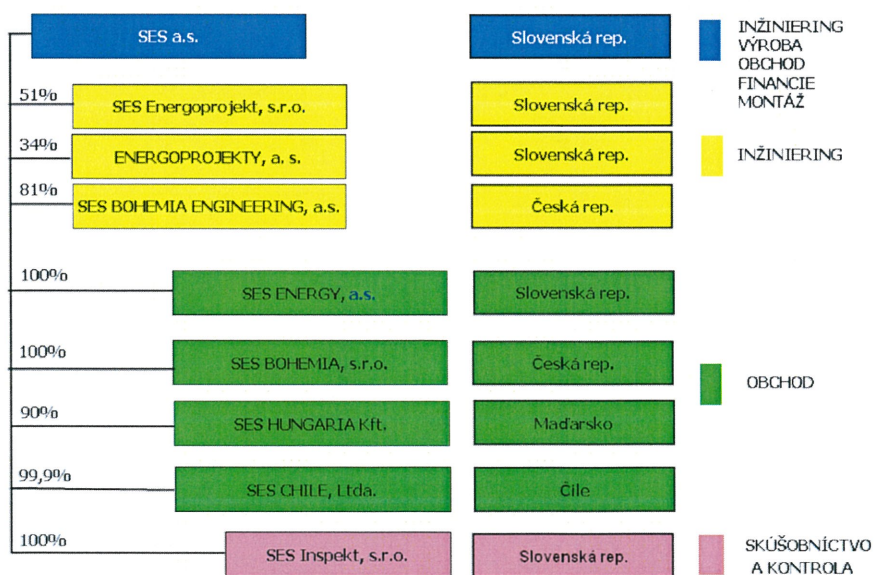 SES a.s.
Slovenská rep.
INŽINIERING
VÝROBA
OBCHOD
FINANCIE
MONTÁŽ
51%
SES Energoprojekt, s.r.o.
Slovenská rep.
34%
ENERGOPROJEKTY, a. s.
Slovenská rep.
INŽINIERING
81%
SES BOHEMIA ENGINEERING, a.s.
Česká rep.
100%
SES ENERGY, a.s.
Slovenská rep.
100%
SES BOHEMIA, s.r.o.
Česká rep.
OBCHOD
90%
SES HUNGARIA Kft.
Maďarsko
99,9%
SES CHILE, Ltda.
Číle
100%
SES Inspekt, s.r.o.
Slovenská rep.
SKÚŠOBNÍCTVO
A KONTROLA